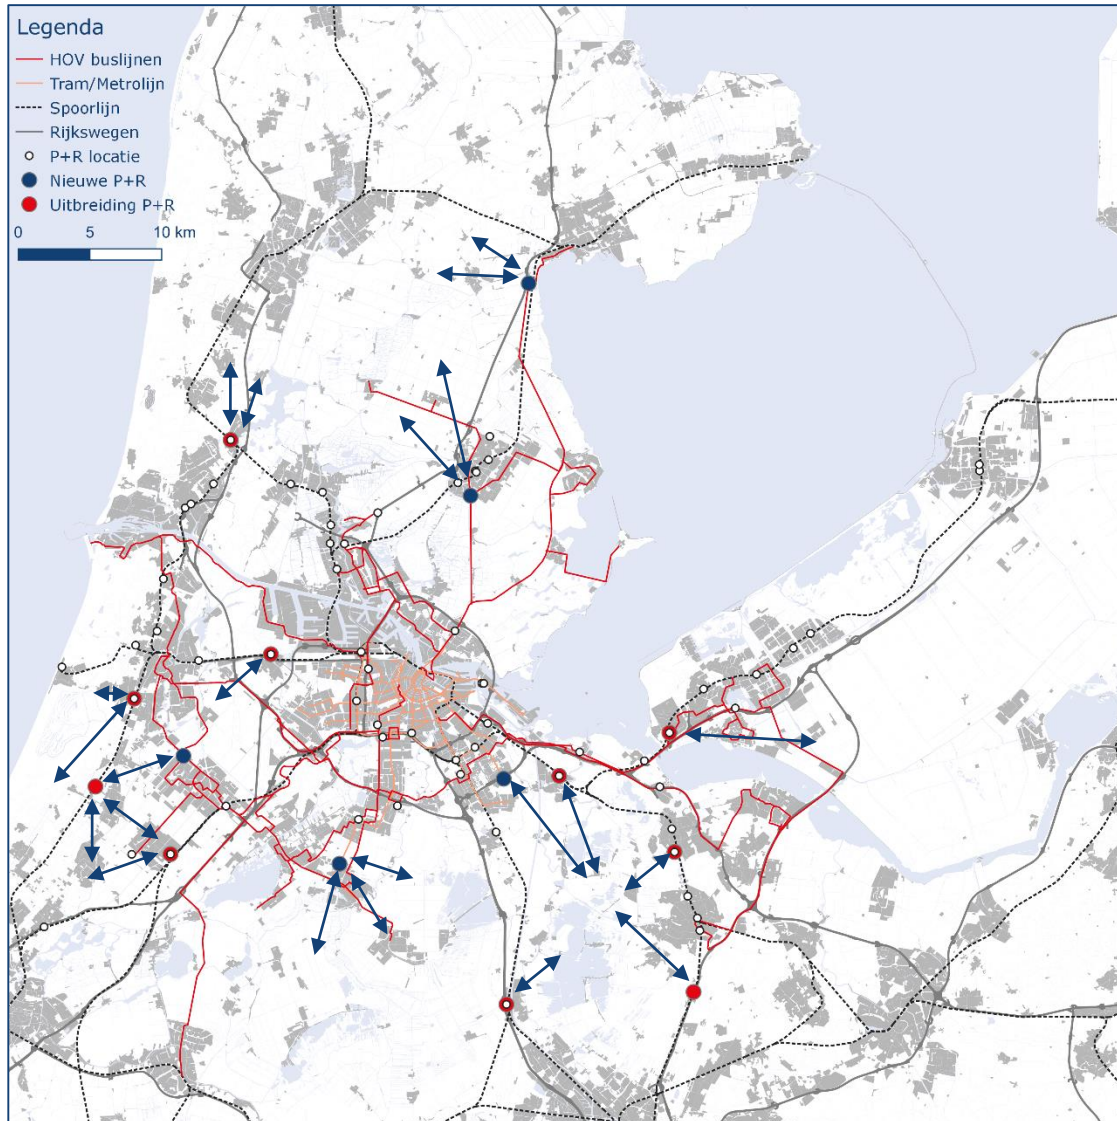 Legenda
HOV buslijnen
Tram/Metrolijn
Spoorlijn
Rijkswegen
P+R locatie
Nieuwe P+R
Uitbreiding P+R
0 5 10 km